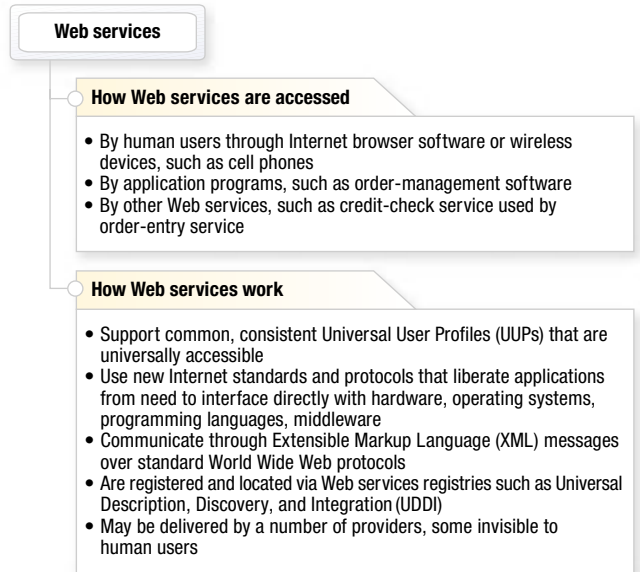 Web services
How Web services are accessed
• By human users through Internet browser software or wireless
devices, such as cell phones
• By application programs, such as order-management software
• By other Web services, such as credit-check service used by
order-entry service
How Web services work
• Support common, consistent Universal User Profiles (UUPs) that are
universally accessible
• Use new Internet standards and protocols that liberate applications
from need to interface directly with hardware, operating systems,
programming languages, middleware
• Communicate through Extensible Markup Language (XML) messages
over standard World Wide Web protocols
• Are registered and located via Web services registries such as Universal
Description, Discovery, and Integration (UDDI)
• May be delivered by a number of providers, some invisible to
human users